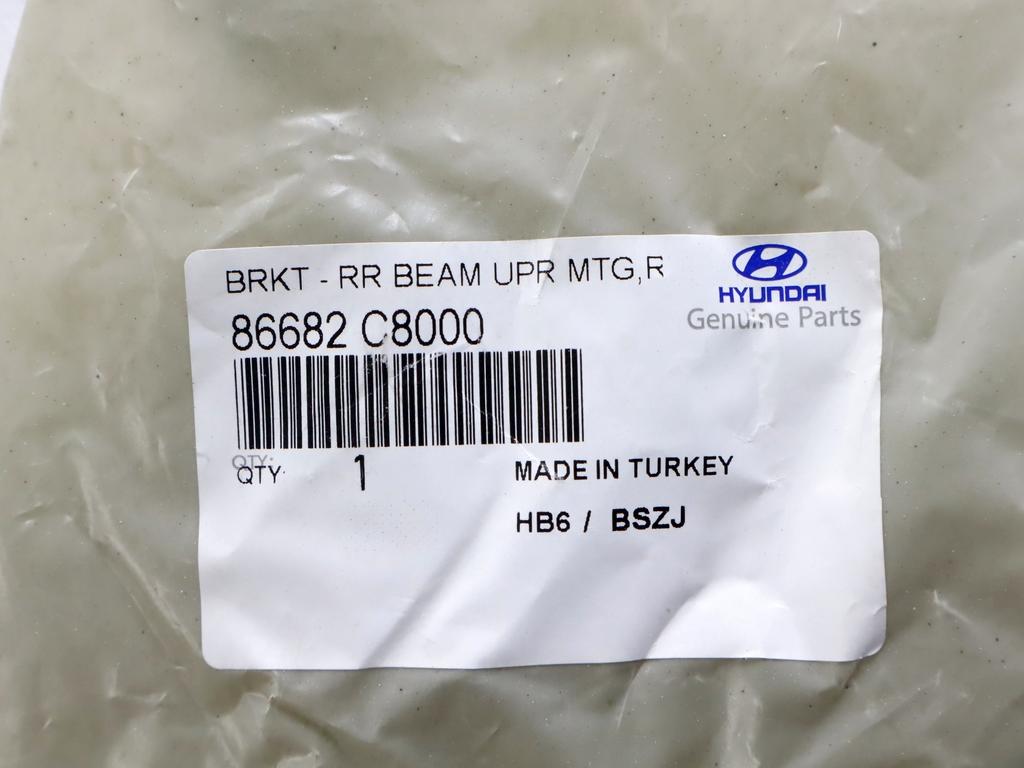 BRKT - RR BEAM UPR MTG,R
HYUNDAI
Genuine Parts
86682 C8000
QTY:
QTY 1
MADE IN TURKEY
HB6 / BSZJ